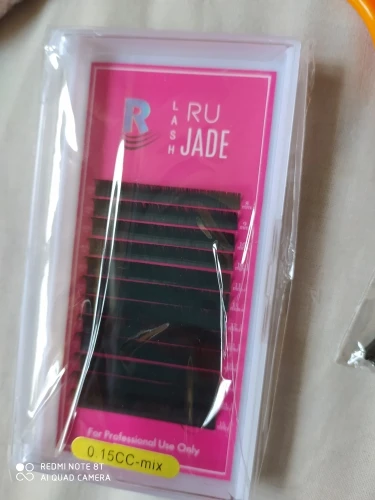 R
LASH
RU
JADE
For Professional Use Only
0.15CC-mix
REDMI NOTE 8T
AI QUAD CAMERA